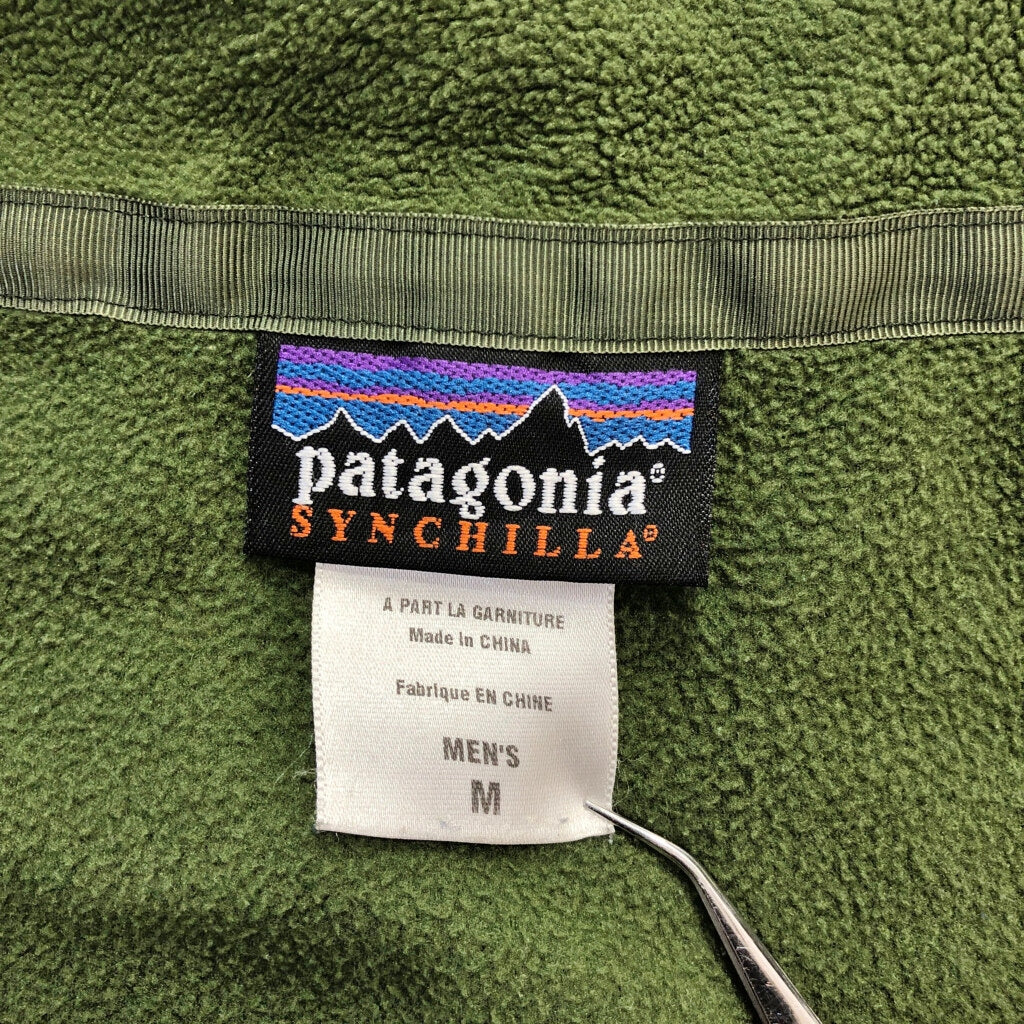 patagonia®
SYNCHILLA®
A PART LA GARNITURE
Made in CHINA
Fabrique EN CHINE
MEN'S
M